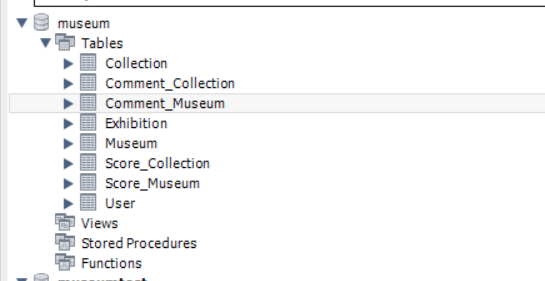 museum
Tables
Collection
Comment_Collection
Comment_Museum
Exhibition
Museum
Score_Collection
Score_Museum
User
Views
Stored Procedures
Functions